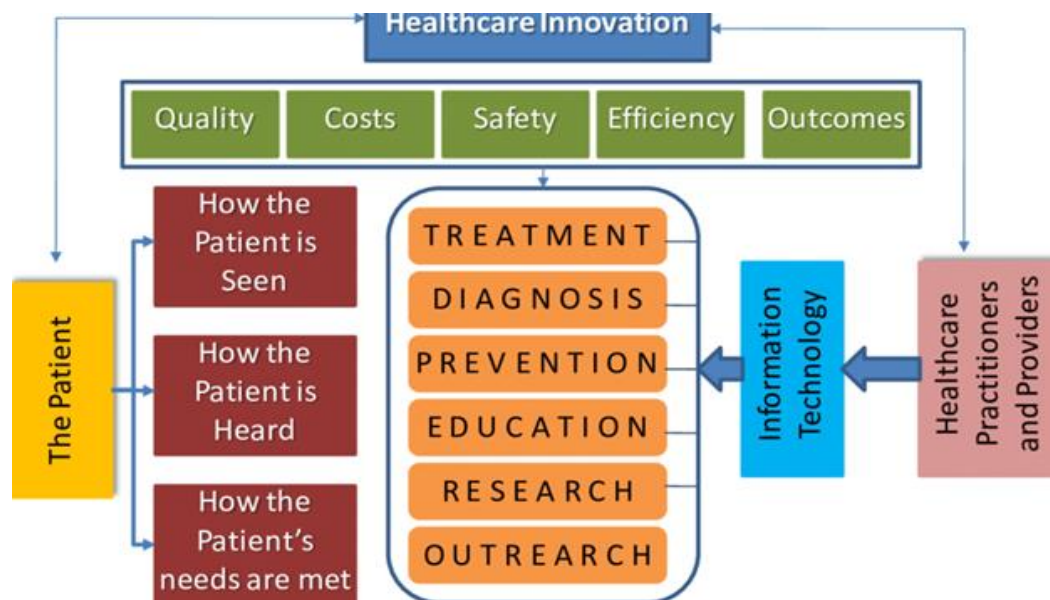 Healthcare Innovation
Quality
Costs
Safety
Efficiency
Outcomes
How the
Patient is
Seen
How the
Patient is
Heard
How the
Patient's
needs are met
The Patient
TREATMENT
DIAGNOSIS
PREVENTION
EDUCATION
RESEARCH
OUTREARCH
Information
Technology
Healthcare
Practitioners
and Providers